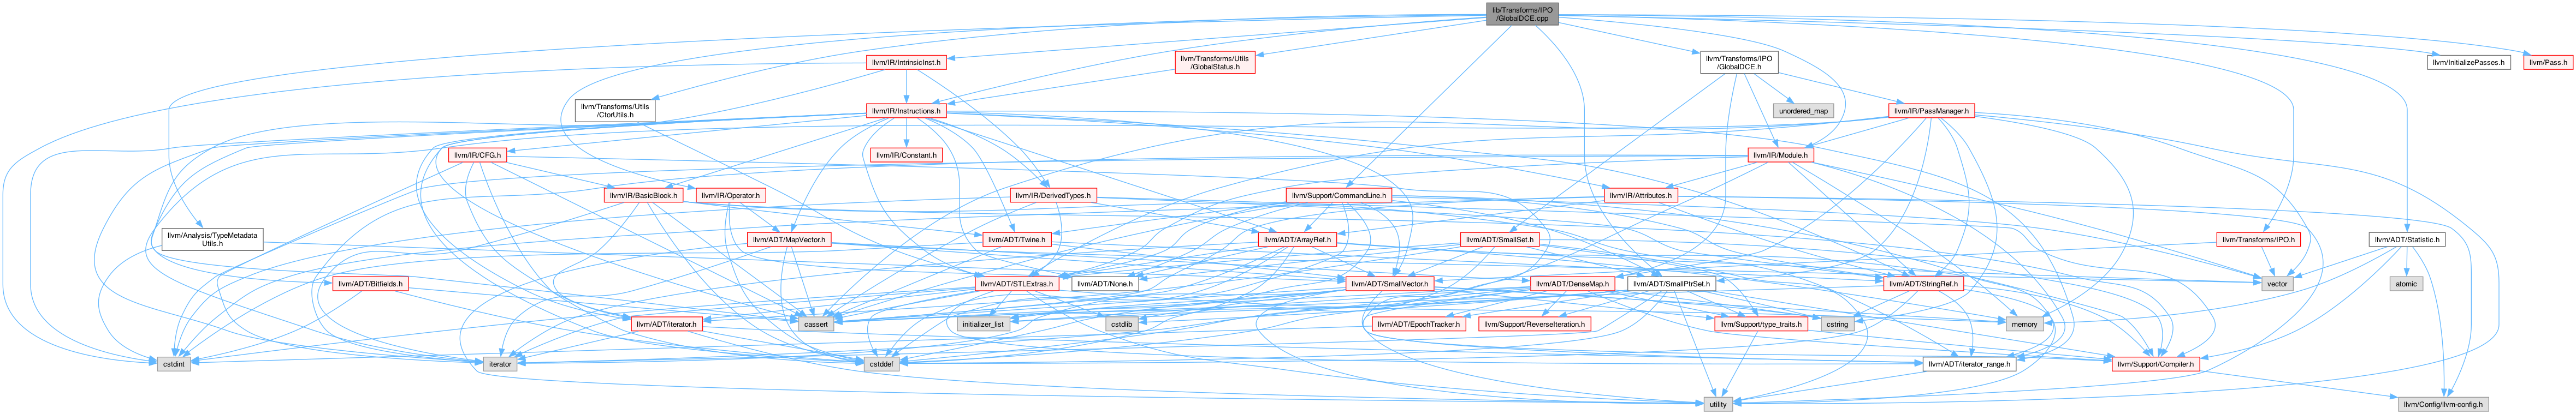 lib/Transforms/IPO
/GlobalDCE.cpp
llvm/IR/IntrinsicInst.h
llvm/Transforms/Utils
/GlobalStatus.h
llvm/Transforms/IPO
/GlobalDCE.h
llvm/InitializePasses.h
llvm/Pass.h
llvm/Transforms/Utils
/CtorUtils.h
llvm/IR/Instructions.h
unordered_map
llvm/IR/PassManager.h
llvm/IR/CFG.h
llvm/IR/Constant.h
llvm/IR/Module.h
llvm/IR/BasicBlock.h
llvm/IR/Operator.h
llvm/IR/DerivedTypes.h
llvm/Support/CommandLine.h
llvm/IR/Attributes.h
llvm/Analysis/TypeMetadata
Utils.h
llvm/ADT/MapVector.h
llvm/ADT/Twine.h
llvm/ADT/ArrayRef.h
llvm/ADT/SmallSet.h
llvm/Transforms/IPO.h
llvm/ADT/Statistic.h
llvm/ADT/Bitfields.h
llvm/ADT/STLExtras.h
llvm/ADT/None.h
llvm/ADT/SmallVector.h
llvm/ADT/DenseMap.h
llvm/ADT/SmallPtrSet.h
llvm/ADT/StringRef.h
vector
atomic
llvm/ADT/iterator.h
cassert
initializer_list
cstdlib
llvm/ADT/EpochTracker.h
llvm/Support/ReverseIteration.h
llvm/Support/type_traits.h
cstring
memory
cstdint
iterator
cstddef
llvm/ADT/iterator_range.h
llvm/Support/Compiler.h
utility
llvm/Config/llvm-config.h